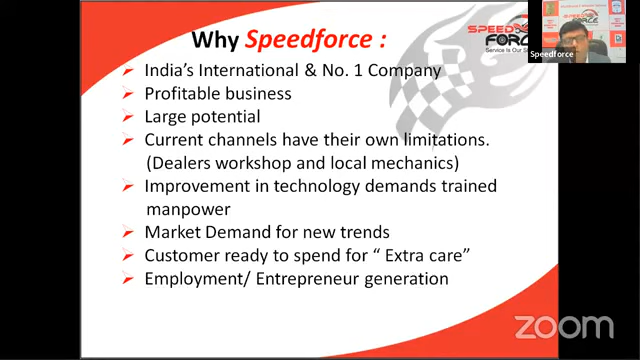 Why Speedforce :
SPEED
FORCE
Service Is Our
India's International & No. 1 Company
Profitable business
Large potential
Current channels have their own limitations.
(Dealers workshop and local mechanics)
Improvement in technology demands trained
manpower
Market Demand for new trends
Customer ready to spend for “ Extra care”
Employment/ Entrepreneur generation
Speedforce
zoom